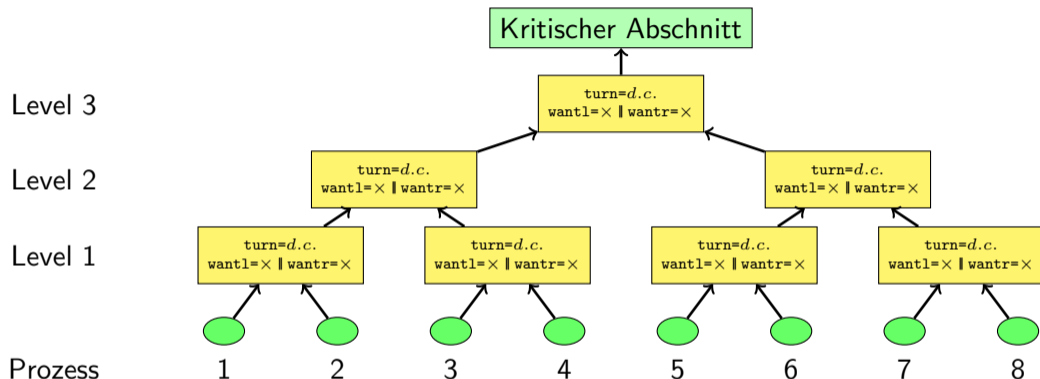 Kritischer Abschnitt
Level 3
turn=d.c.
wantl=× ‖ wantr=×
Level 2
turn=d.c.
wantl=× ‖ wantr=×
turn=d.c.
wantl=× ‖ wantr=×
Level 1
turn=d.c.
wantl=× ‖ wantr=×
turn=d.c.
wantl=× ‖ wantr=×
turn=d.c.
wantl=× ‖ wantr=×
turn=d.c.
wantl=× ‖ wantr=×
Prozess 1 2 3 4 5 6 7 8